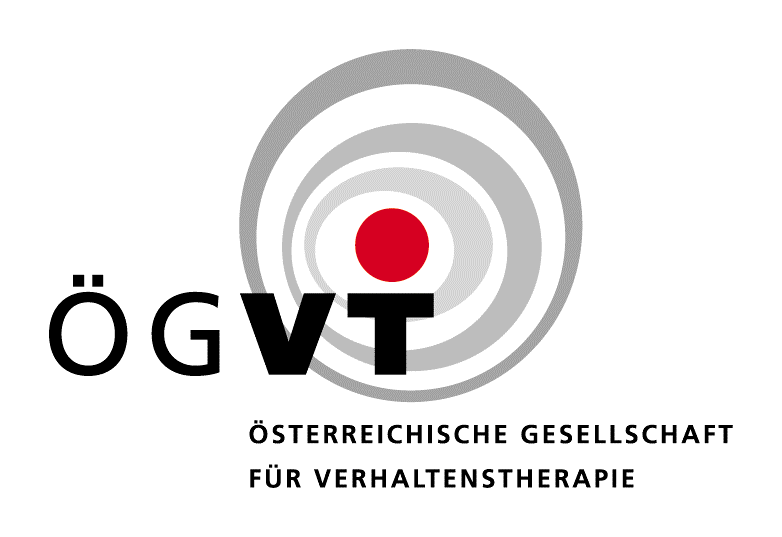 ÖGVT
ÖSTERREICHISCHE GESELLSCHAFT
FÜR VERHALTENSTHERAPIE